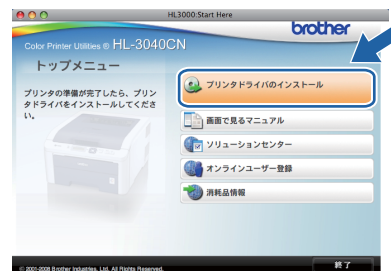 HL3000:Start Here
brother
Color Printer Utilities ® HL-3040CN
トップメニュー
プリンタの準備が完了したら、プリン
タドライバをインストールしてくださ
い。
プリンタドライバのインストール
画面で見るマニュアル
ソリューションセンター
オンラインユーザー登録
消耗品情報
© 2001-2008 Brother Industries, Ltd. All Rights Reserved.
終了